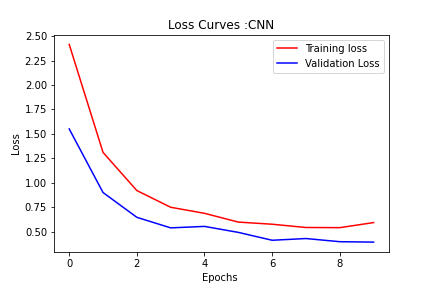 Loss Curves :CNN
Training loss
Validation Loss
2.50
2.25
2.00
1.75
1.50
1.25
1.00
0.75
0.50
Loss
0 2 4 6 8
Epochs